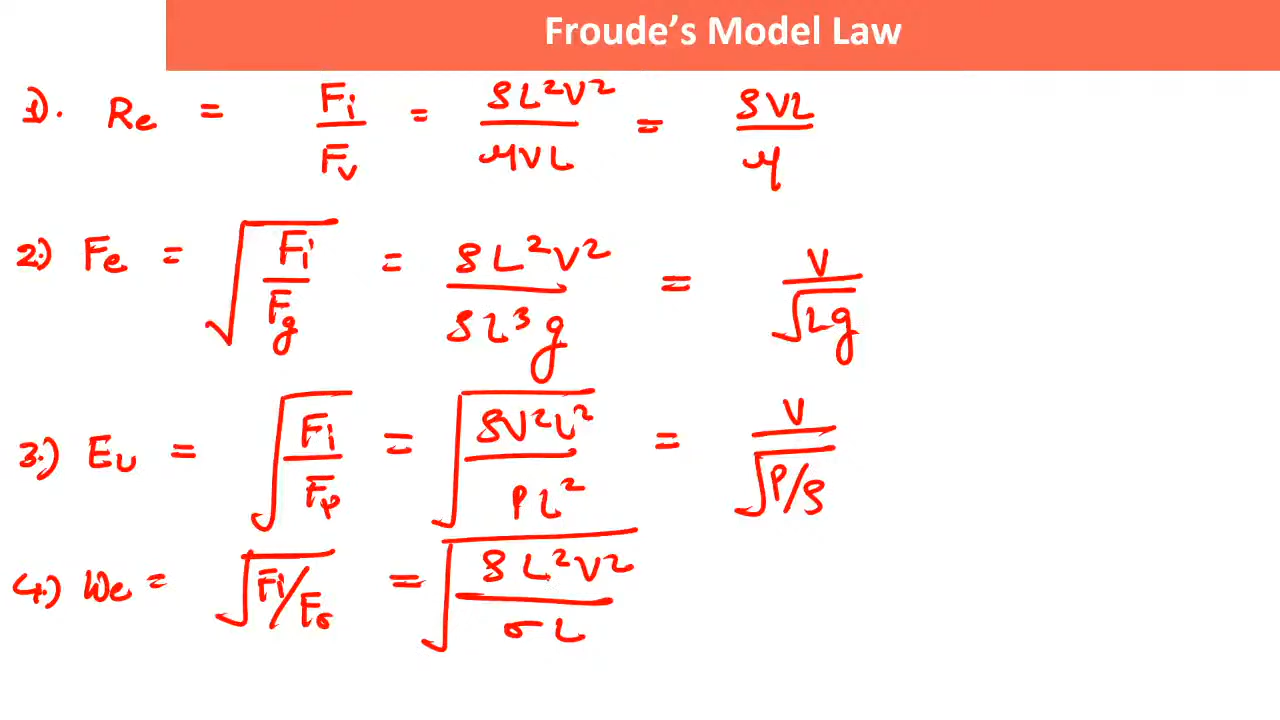 Froude's Model Law
1). Re = Fi/Fv = ρL²V²/μVL = ρVL/μ
2.) Fe = √(Fi/Fg) = ρL²V²/ρL³g = V/√Lg
3.) Eu = √(Fi/Fp) = √(ρV²V²/PL²) = V/√P/ρ
4.) We = √Fi/Fσ = √(ρL²V²/σL)